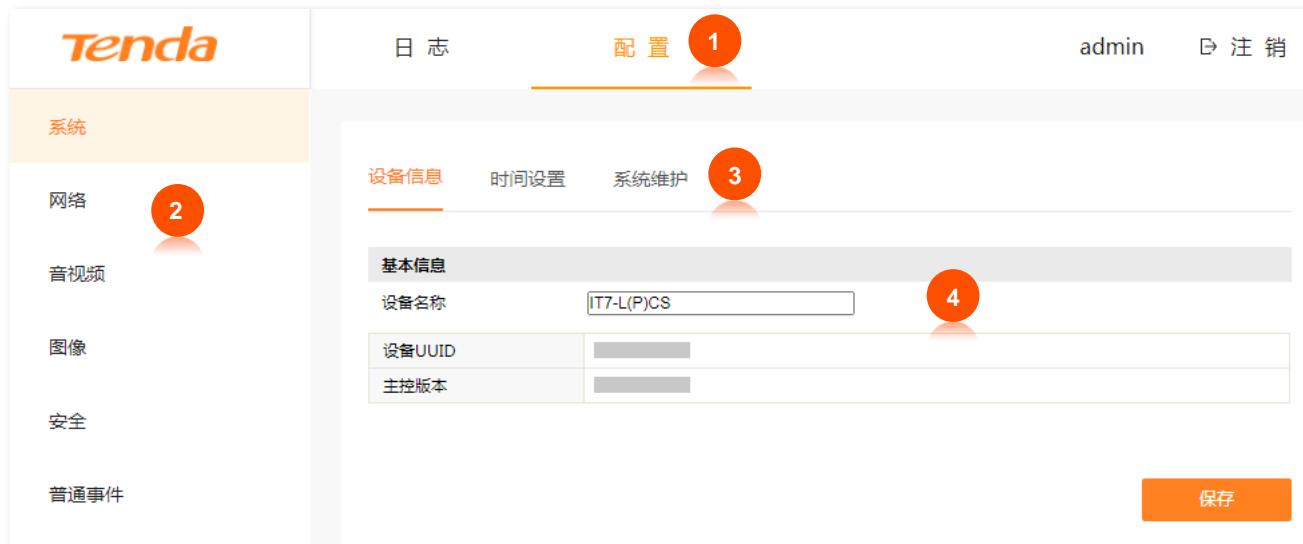 Tenda
日志 配置 1 admin 注销
系统
网络
2
音视频
图像
安全
普通事件
设备信息 时间设置 系统维护 3
基本信息
设备名称 IT7-L(P)CS 4
设备UUID
主控版本
保存